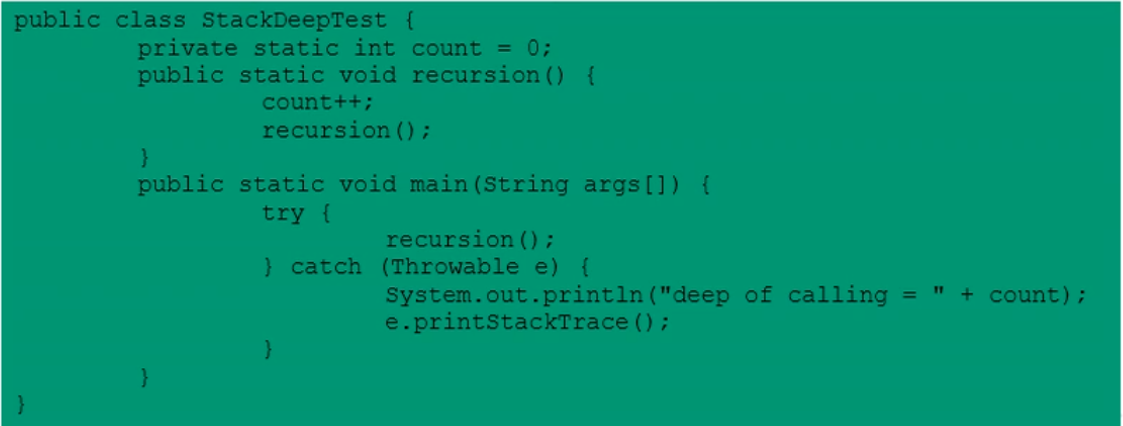 public class StackDeepTest {
private static int count = 0;
public static void recursion() {
count++;
recursion();
}
public static void main(String args[]) {
try {
recursion();
} catch (Throwable e) {
System.out.println("deep of calling = " + count);
e.printStackTrace();
}
}
}